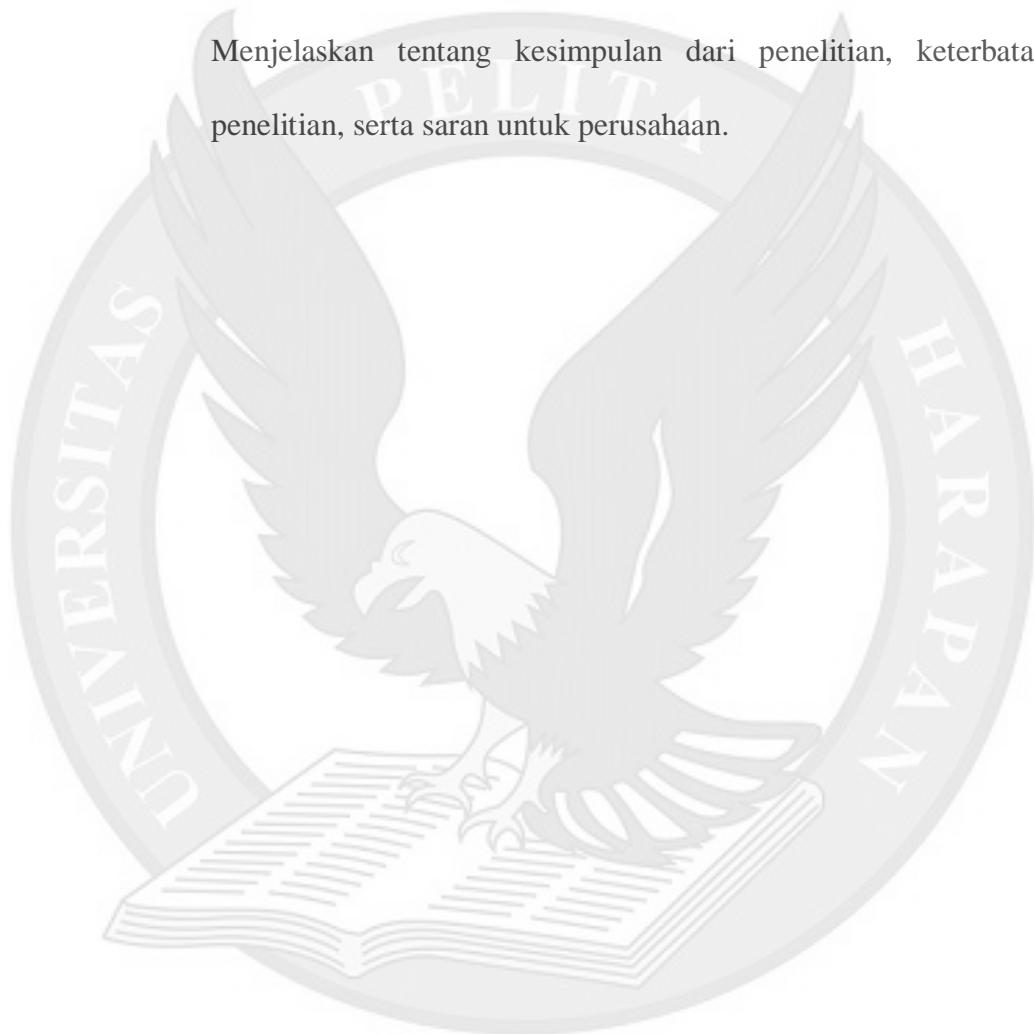 Menjelaskan tentang kesimpulan dari penelitian, keterbata
penelitian, serta saran untuk perusahaan.
UNIVERSITAS
PELITA
HARAPAN